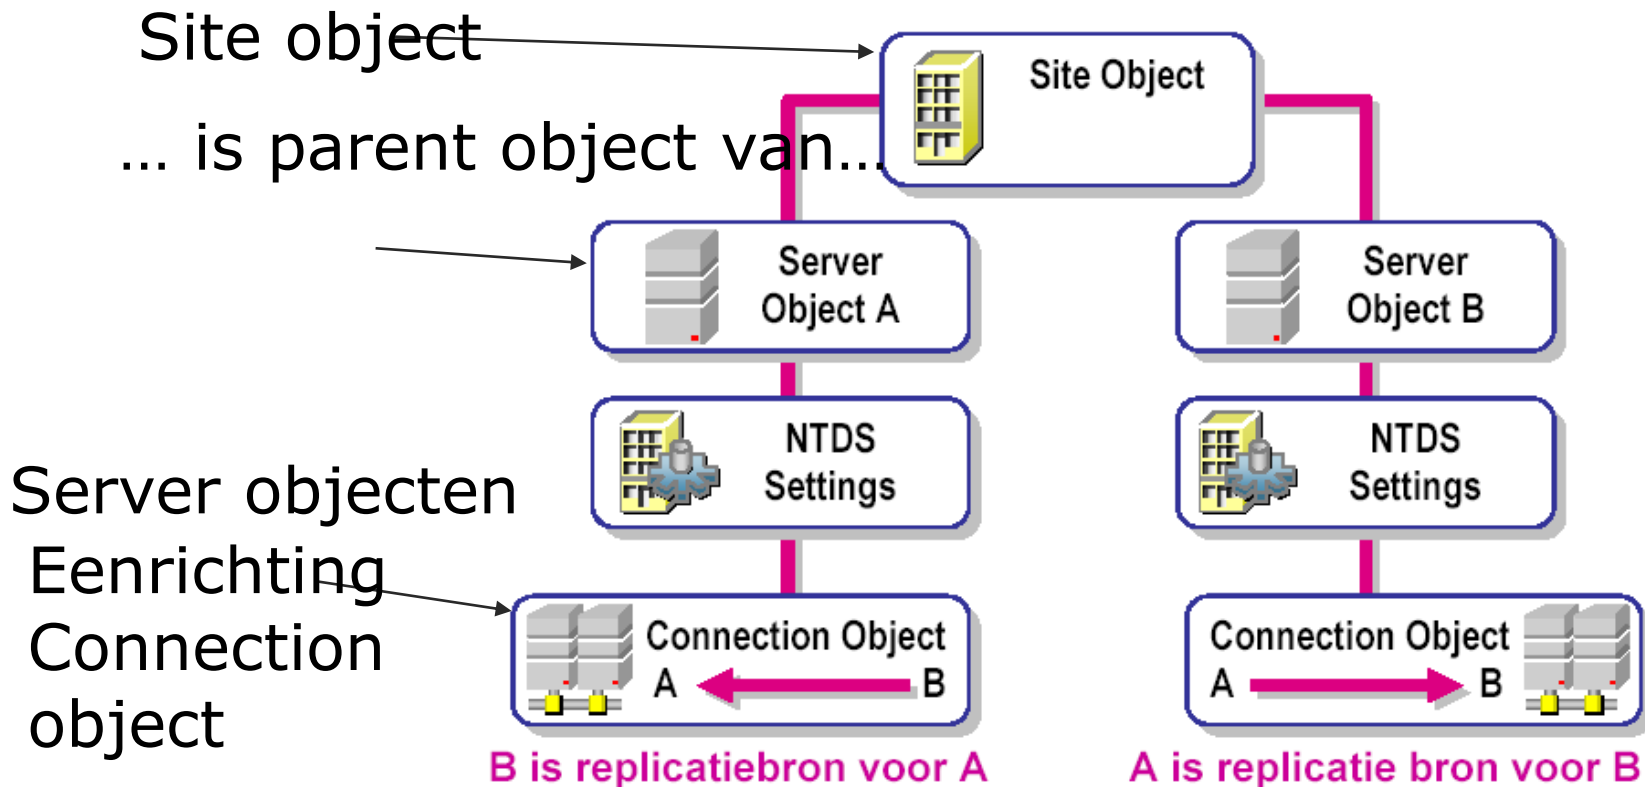 Site object
… is parent object van…
Server objecten
Eenrichting
Connection
object
Site Object
Server
Object A
Server
Object B
NTDS
Settings
NTDS
Settings
Connection Object
A B
Connection Object
A B
B is replicatiebron voor A
A is replicatie bron voor B